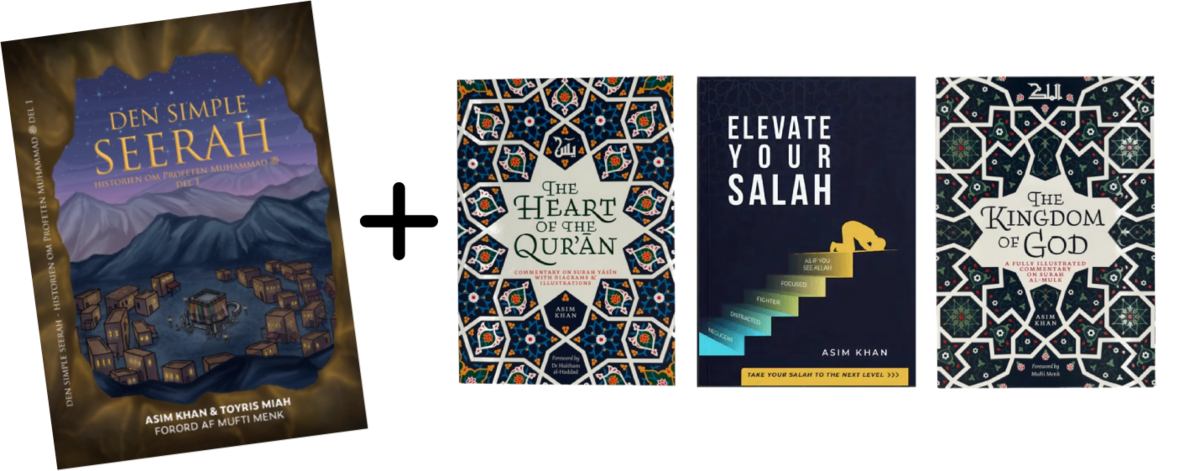 DEN SIMPLE SEERAH - HISTORIEN OM PROFETEN MUHAMMAD ﷺ DEL 1
DEN SIMPLE
SEERAH
HISTORIEN OM PROFETEN MUHAMMAD ﷺ
DEL 1
ASIM KHAN & TOYRIS MIAH
FORORD AF MUFTI MENK
+
يس
THE
HEART
OF THE
QUR'ĀN
COMMENTARY ON SURAH YĀSĪN
WITH DIAGRAMS &
ILLUSTRATIONS
ASIM
KHAN
Foreword by
Dr Haitham
al-Haddad
ELEVATE
YOUR
SALAH
AS IF YOU
SEE ALLAH
FOCUSED
FIGHTER
DISTRACTED
NEGLIGENT
ASIM KHAN
TAKE YOUR SALAH TO THE NEXT LEVEL >>>
الملك
THE
KINGDOM
OF GOD
A FULLY ILLUSTRATED
COMMENTARY
ON SURAH
AL-MULK
ASIM
KHAN
Foreword by
Mufti Menk